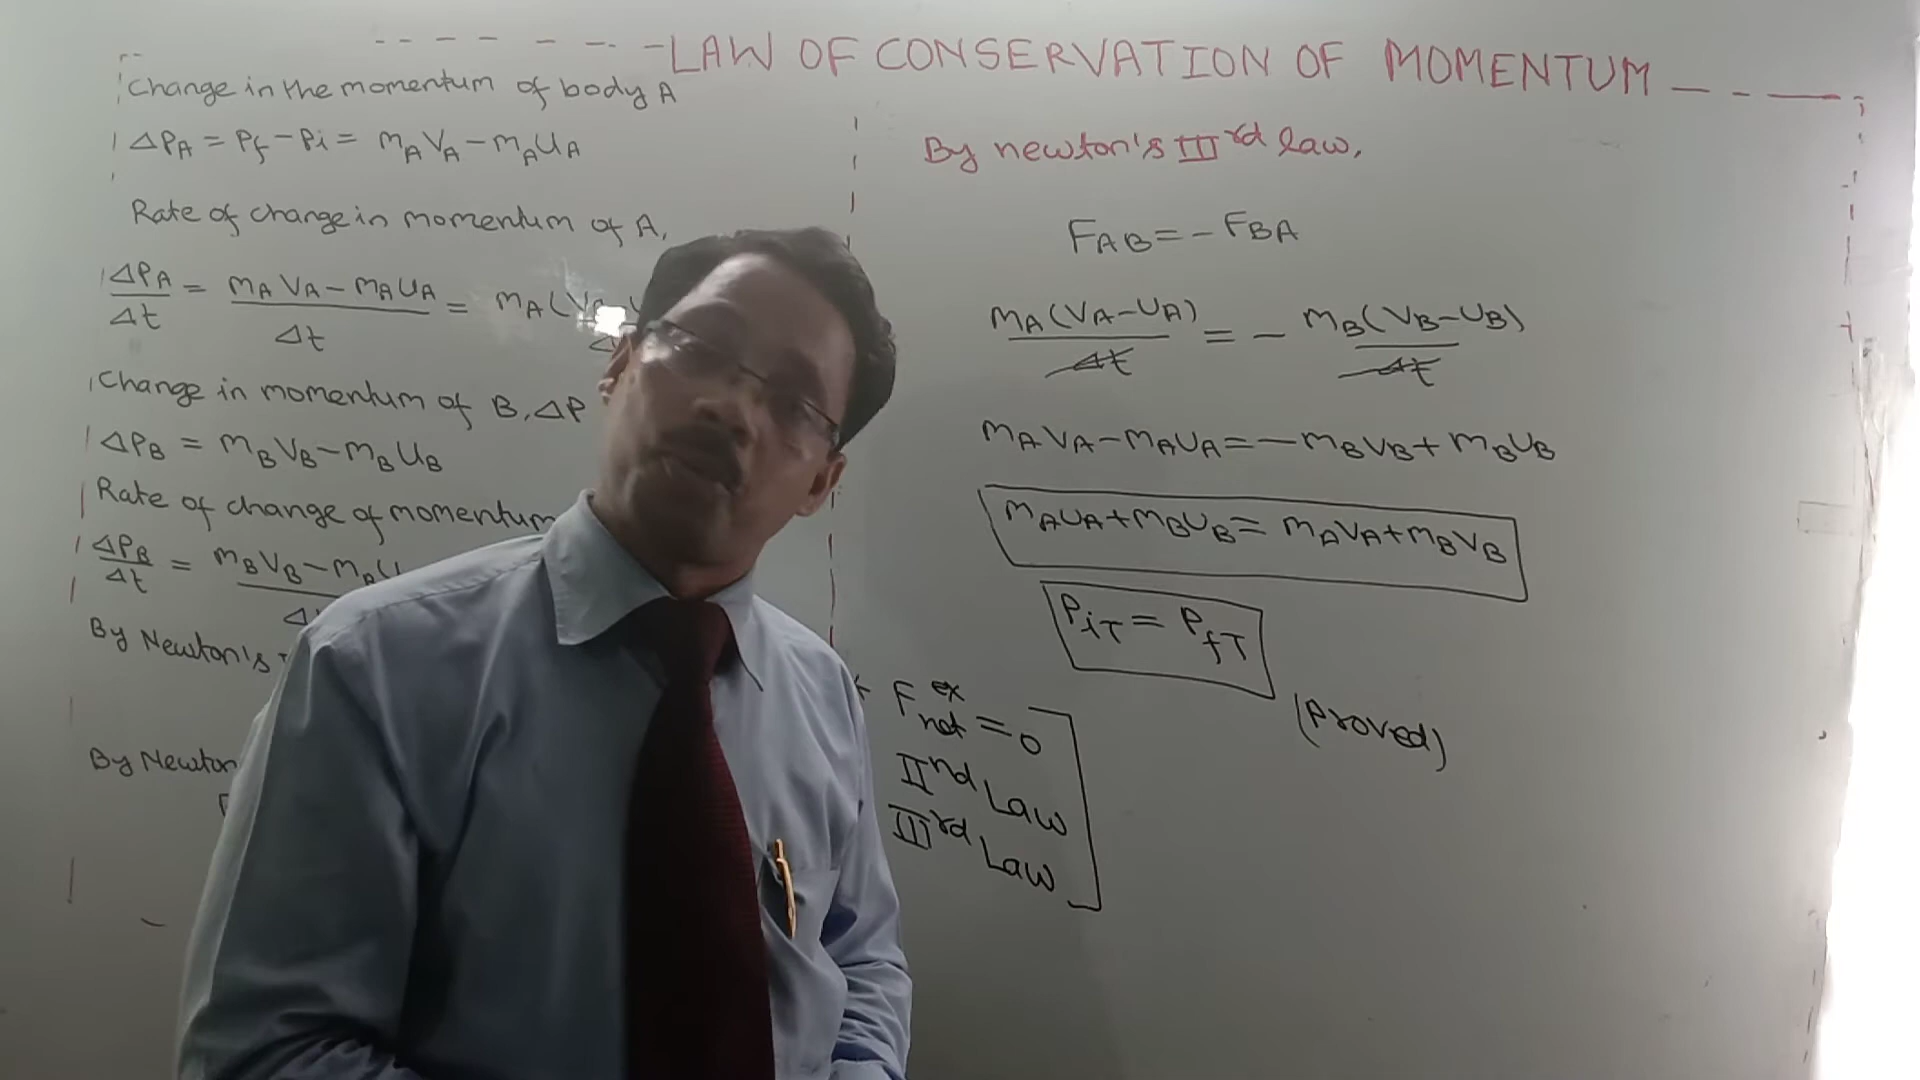 LAW OF CONSERVATION OF MOMENTUM
Change in the momentum of body A
ΔPA = Pf - Pi = mAVA - mAUA
Rate of change in momentum of A,
ΔPA/Δt = mAVA - mAUA/Δt = mA(VA
Change in momentum of B, ΔP
ΔPB = mBVB - mBUB
Rate of change of momentum
ΔPB/Δt = mBVB - mBU
By Newton's
By Newton
By newton's IIIrd law,
FAB = - FBA
mA(VA-UA)/Δt = - mB(VB-UB)/Δt
mAVA - mAUA = - mBVB + mBUB
mAUA + mBUB = mAVA + mBVB
PiT = PfT
(Proved)
Fnet ex = 0
IInd Law
IIIrd Law